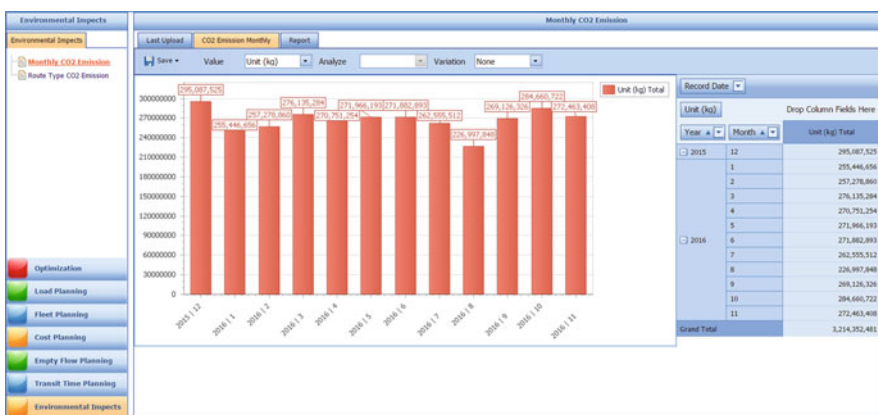 Environmental Impects
Monthly CO2 Emission
Environmental Impects
Last Upload CO2 Emission Monthly Report
Monthly CO2 Emission
Route Type CO2 Emission
Save Value Unit (kg) Analyze Variation None
295,087,525
255,446,656
257,278,860
276,135,284
270,751,254
271,966,193
271,882,893
262,555,512
226,997,848
269,126,326
284,660,722
272,463,408
300000000
270000000
240000000
210000000
180000000
150000000
120000000
90000000
60000000
30000000
0
2015 | 12
2016 | 1
2016 | 2
2016 | 3
2016 | 4
2016 | 5
2016 | 6
2016 | 7
2016 | 8
2016 | 9
2016 | 10
2016 | 11
Unit (kg) Total
Record Date
Unit (kg) Drop Column Fields Here
Year Month Unit (kg) Total
2015 12 295,087,525
1 255,446,656
2 257,278,860
3 276,135,284
4 270,751,254
5 271,966,193
2016 6 271,882,893
7 262,555,512
8 226,997,848
9 269,126,326
10 284,660,722
11 272,463,408
Grand Total 3,214,352,481
Optimization
Load Planning
Fleet Planning
Cost Planning
Empty Flow Planning
Transit Time Planning
Environmental Impects